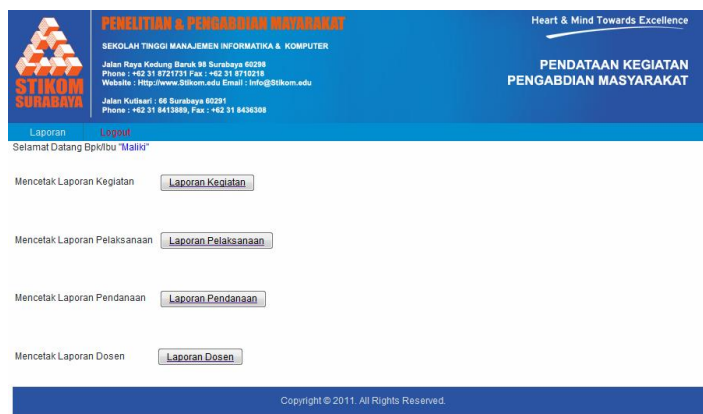 STIKOM
SURABAYA
PENELITIAN & PENGABDIAN MAYARAKAT
SEKOLAH TINGGI MANAJEMEN INFORMATIKA & KOMPUTER
Jalan Raya Kedung Baruk 98 Surabaya 60298
Phone : +62 31 8721731 Fax : +62 31 8710218
Website : Http://www.Stikom.edu Email : Info@Stikom.edu
Jalan Kutisari : 66 Surabaya 60291
Phone : +62 31 8413889, Fax : +62 31 8436308
Heart & Mind Towards Excellence
PENDATAAN KEGIATAN
PENGABDIAN MASYARAKAT
Laporan Logout
Selamat Datang Bpk/Ibu "Maliki"
Mencetak Laporan Kegiatan Laporan Kegiatan
Mencetak Laporan Pelaksanaan Laporan Pelaksanaan
Mencetak Laporan Pendanaan Laporan Pendanaan
Mencetak Laporan Dosen Laporan Dosen
Copyright © 2011. All Rights Reserved.